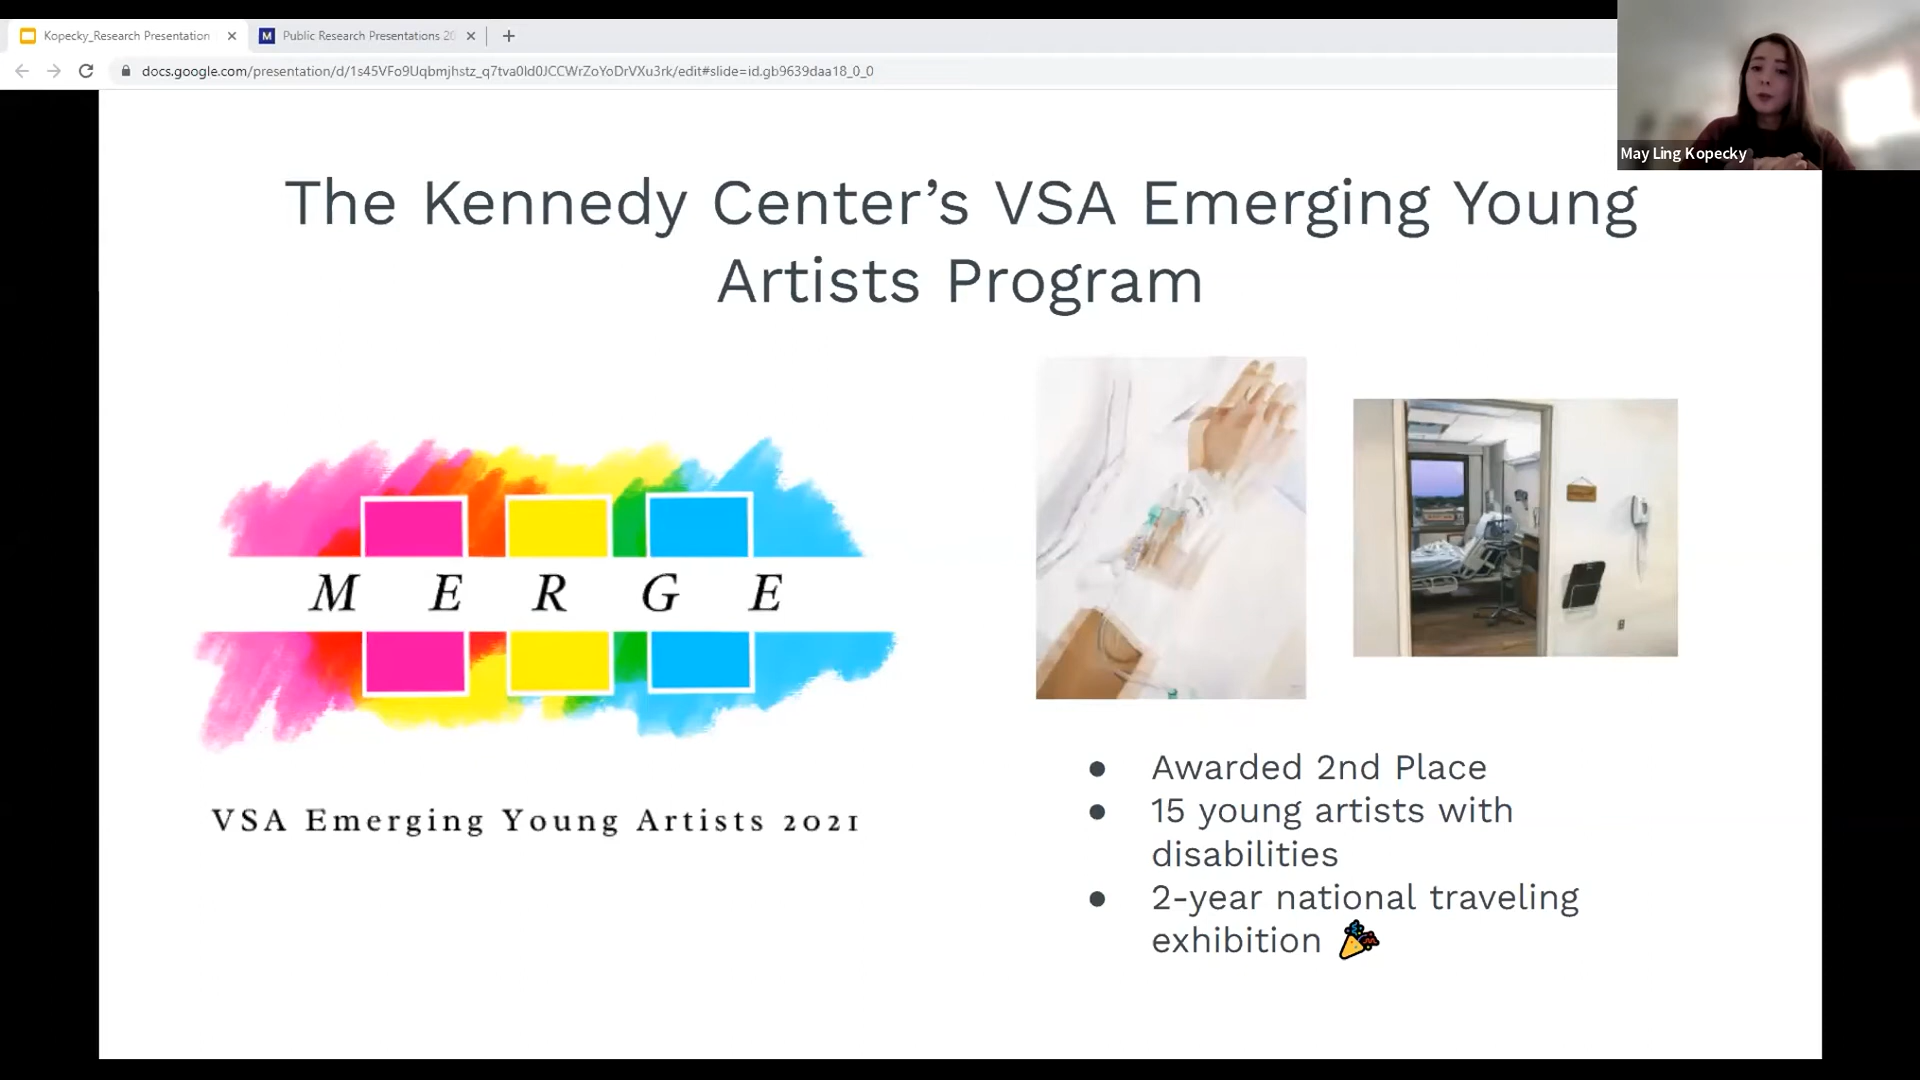 Kopecky_Research Presentation
Public Research Presentations 20
docs.google.com/presentation/d/1s45VFo9Uqbmjhstz_q7tva0ld0JCCWrZoYoDrVXu3rk/edit#slide=id.gb9639daa18_0_0
May Ling Kopecky
The Kennedy Center’s VSA Emerging Young
Artists Program
M E R G E
VSA Emerging Young Artists 2021
● Awarded 2nd Place
● 15 young artists with
disabilities
● 2-year national traveling
exhibition 🎉